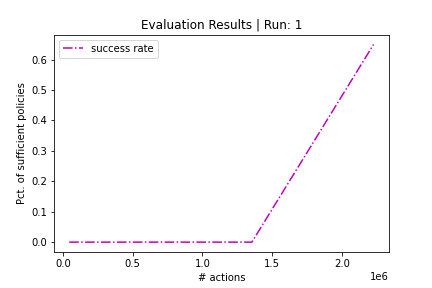 Evaluation Results | Run: 1
success rate
Pct. of sufficient policies
0.6
0.5
0.4
0.3
0.2
0.1
0.0
0.0 0.5 1.0 1.5 2.0
1e6
# actions